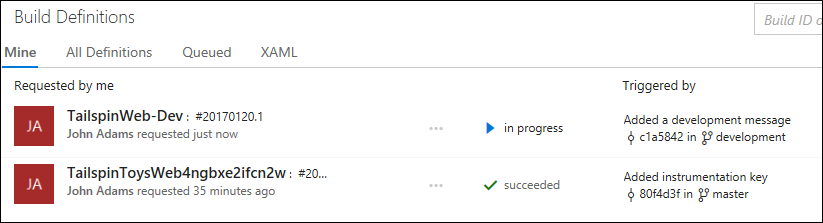 Build Definitions
Build ID o
Mine All Definitions Queued XAML
Requested by me Triggered by
JA TailspinWeb-Dev : #20170120.1
John Adams requested just now
... in progress
Added a development message
c1a5842 in development
JA TailspinToysWeb4ngbxe2ifcn2w : #20...
John Adams requested 35 minutes ago
... succeeded
Added instrumentation key
80f4d3f in master